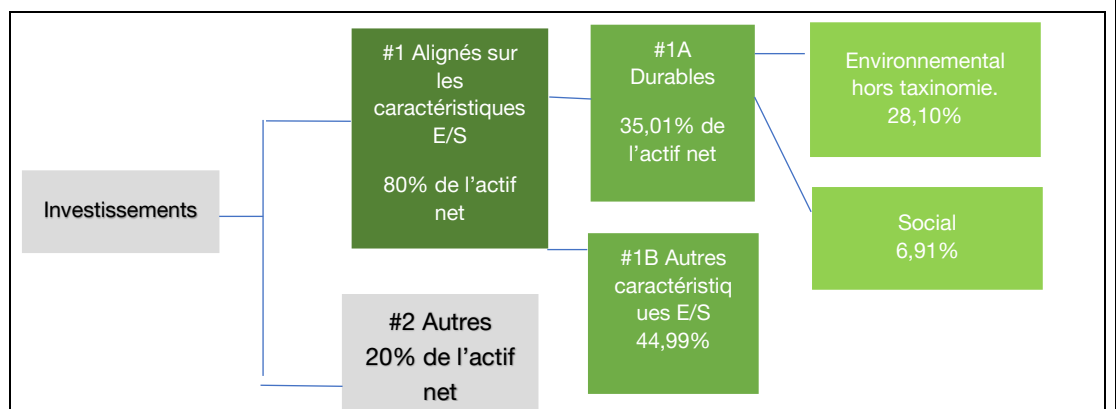 Investissements
#1 Alignés sur
les
caractéristiques
E/S
80% de l’actif
net
#2 Autres
20% de l’actif
net
#1A
Durables
35,01% de
l’actif net
#1B Autres
caractéristiq
ues E/S
44,99%
Environnemental
hors taxinomie.
28,10%
Social
6,91%